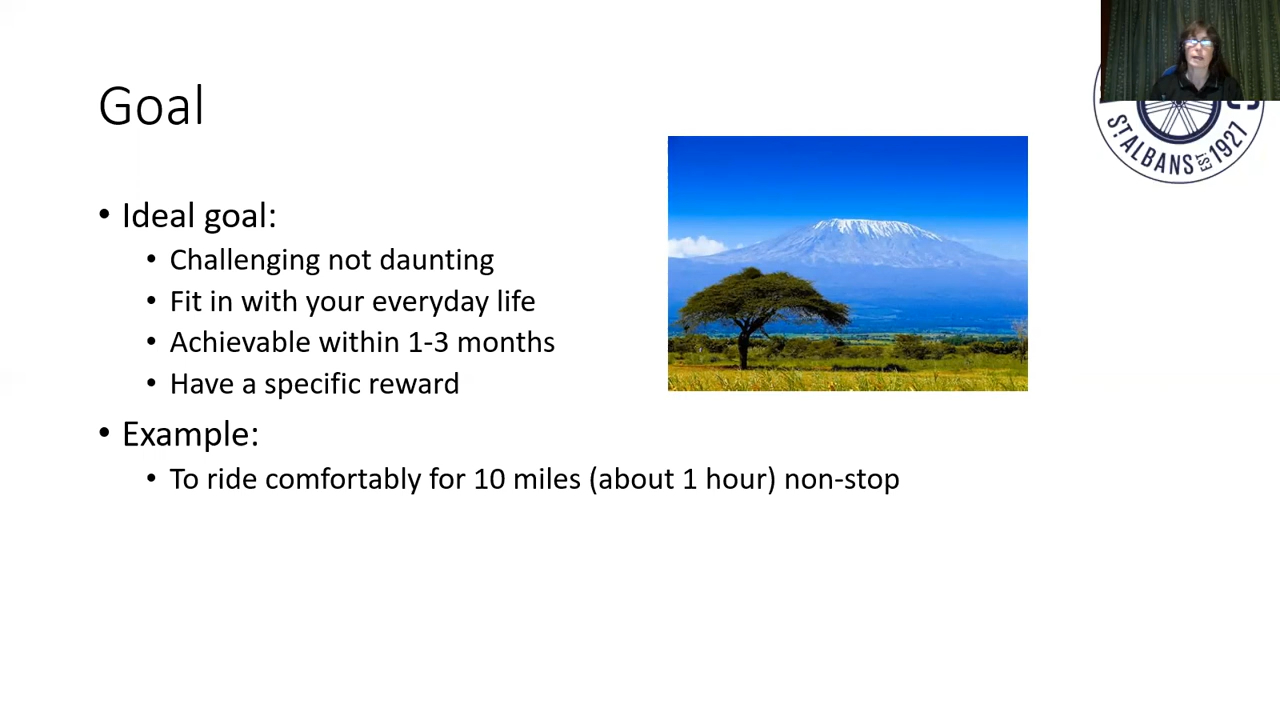 Goal
• Ideal goal:
• Challenging not daunting
• Fit in with your everyday life
• Achievable within 1-3 months
• Have a specific reward
• Example:
• To ride comfortably for 10 miles (about 1 hour) non-stop
ST. ALBANS EST 1927